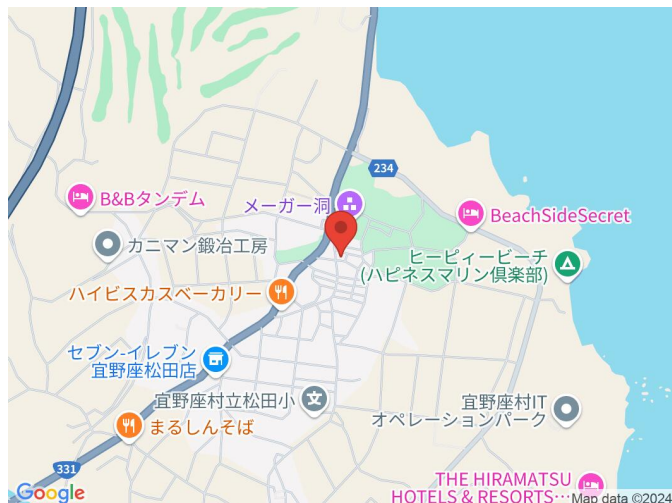 234
B&Bタンデム
メーガー洞
BeachSideSecret
カニマン鍛冶工房
ヒーピィービーチ
(ハピネスマリン倶楽部)
ハイビスカスベーカリー
セブン-イレブン
宜野座松田店
宜野座村立松田小
宜野座村IT
オペレーションパーク
まるしんそば
331
THE HIRAMATSU
HOTELS & RESORTS…
Google
Map data ©2024